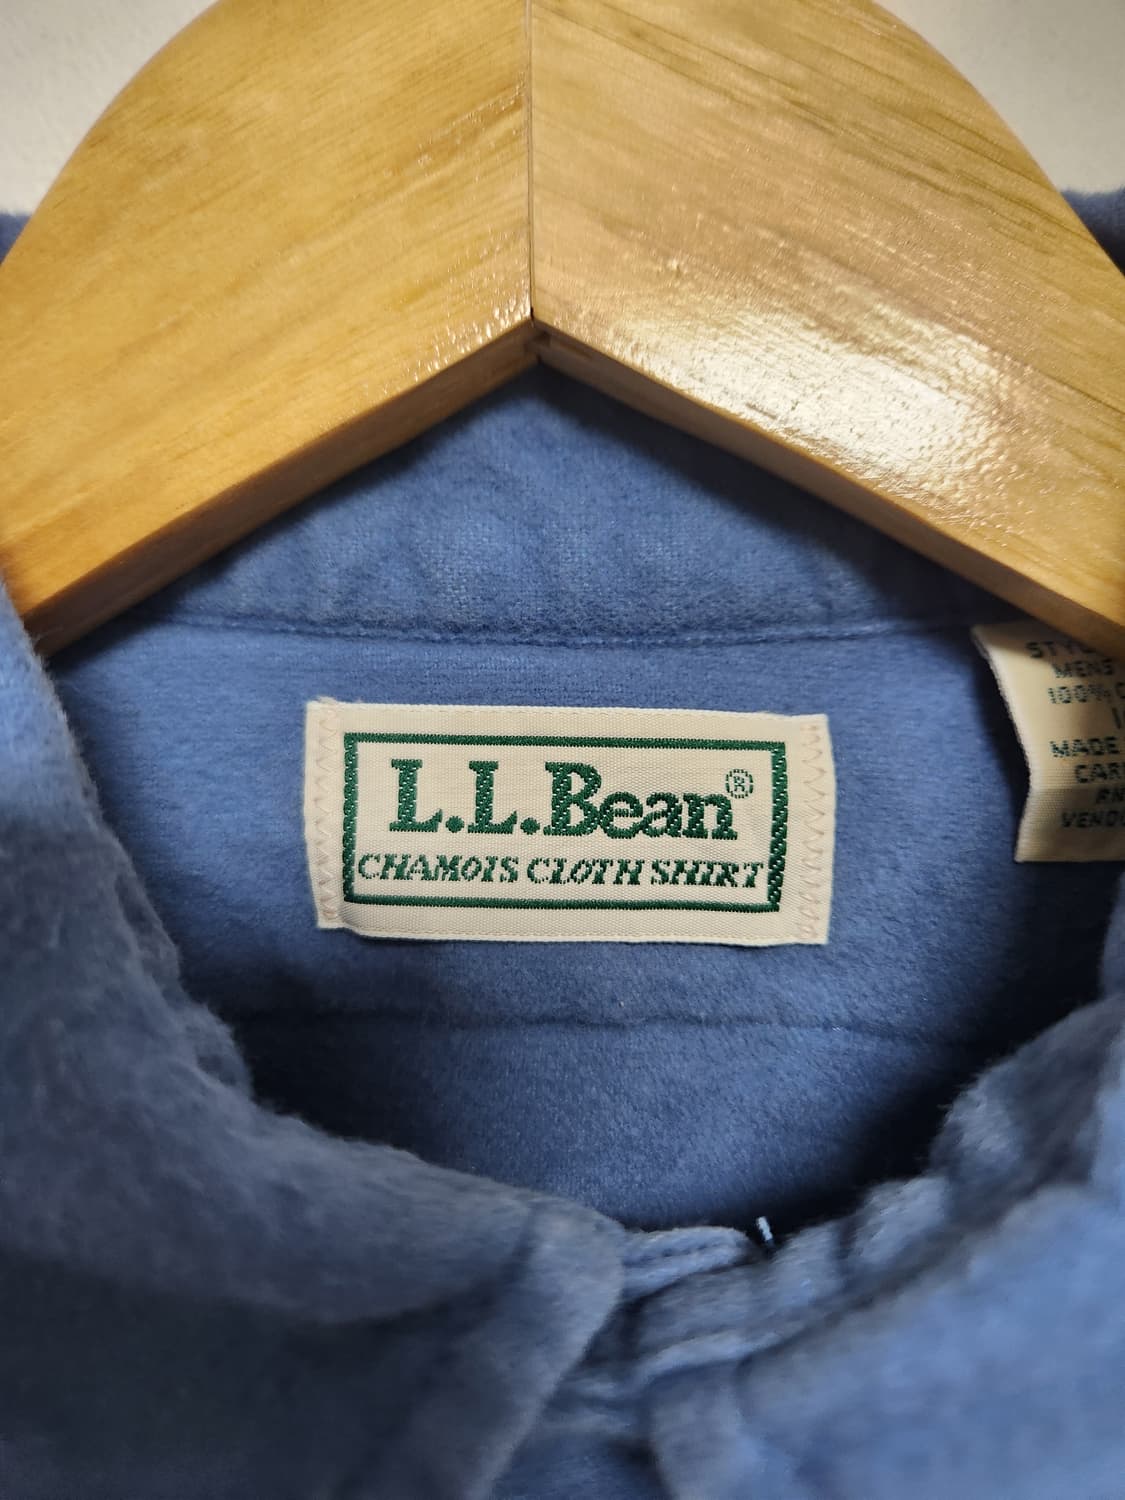 L.L.Bean®
CHAMOIS CLOTH SHIRT
MENS
100%
MADE